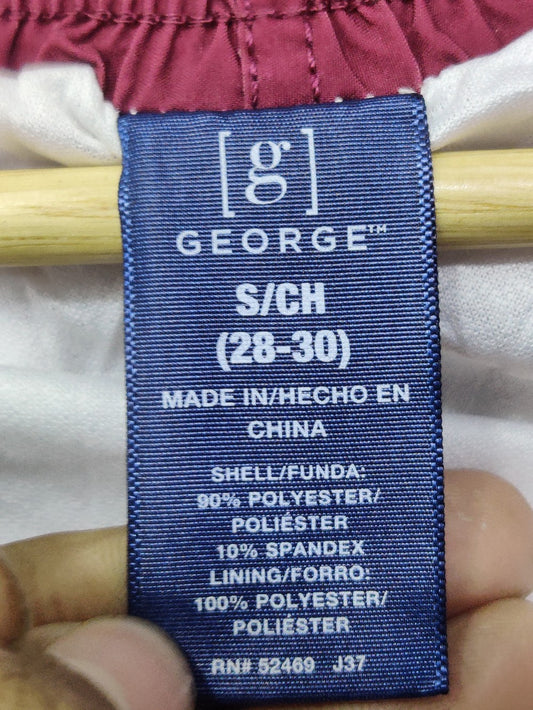 [g]
GEORGE™
S/CH
(28-30)
MADE IN/HECHO EN
CHINA
SHELL/FUNDA:
90% POLYESTER/
POLIÉSTER
10% SPANDEX
LINING/FORRO:
100% POLYESTER/
POLIÉSTER
RN# 52469 J37